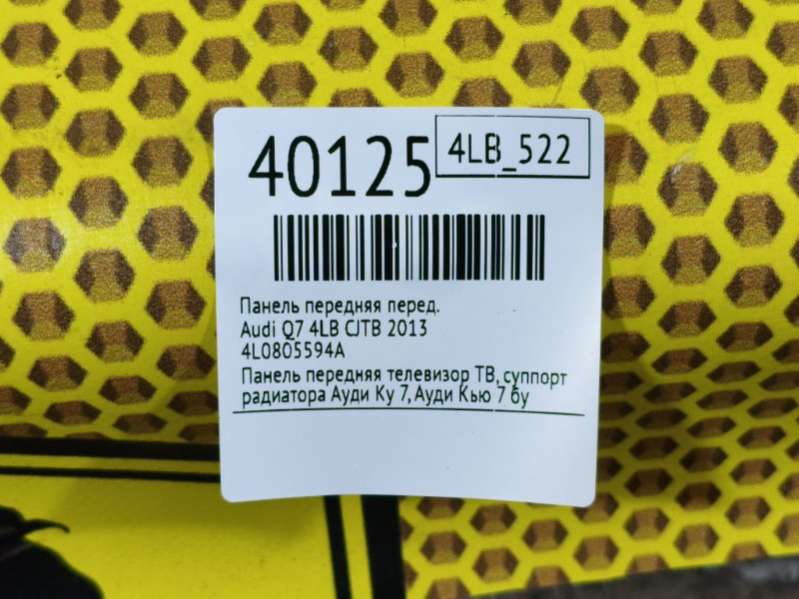 40125
4LB_522
Панель передняя перед.
Audi Q7 4LB CJTB 2013
4L0805594A
Панель передняя телевизор ТВ, суппорт
радиатора Ауди Ку 7, Ауди Кью 7 бу